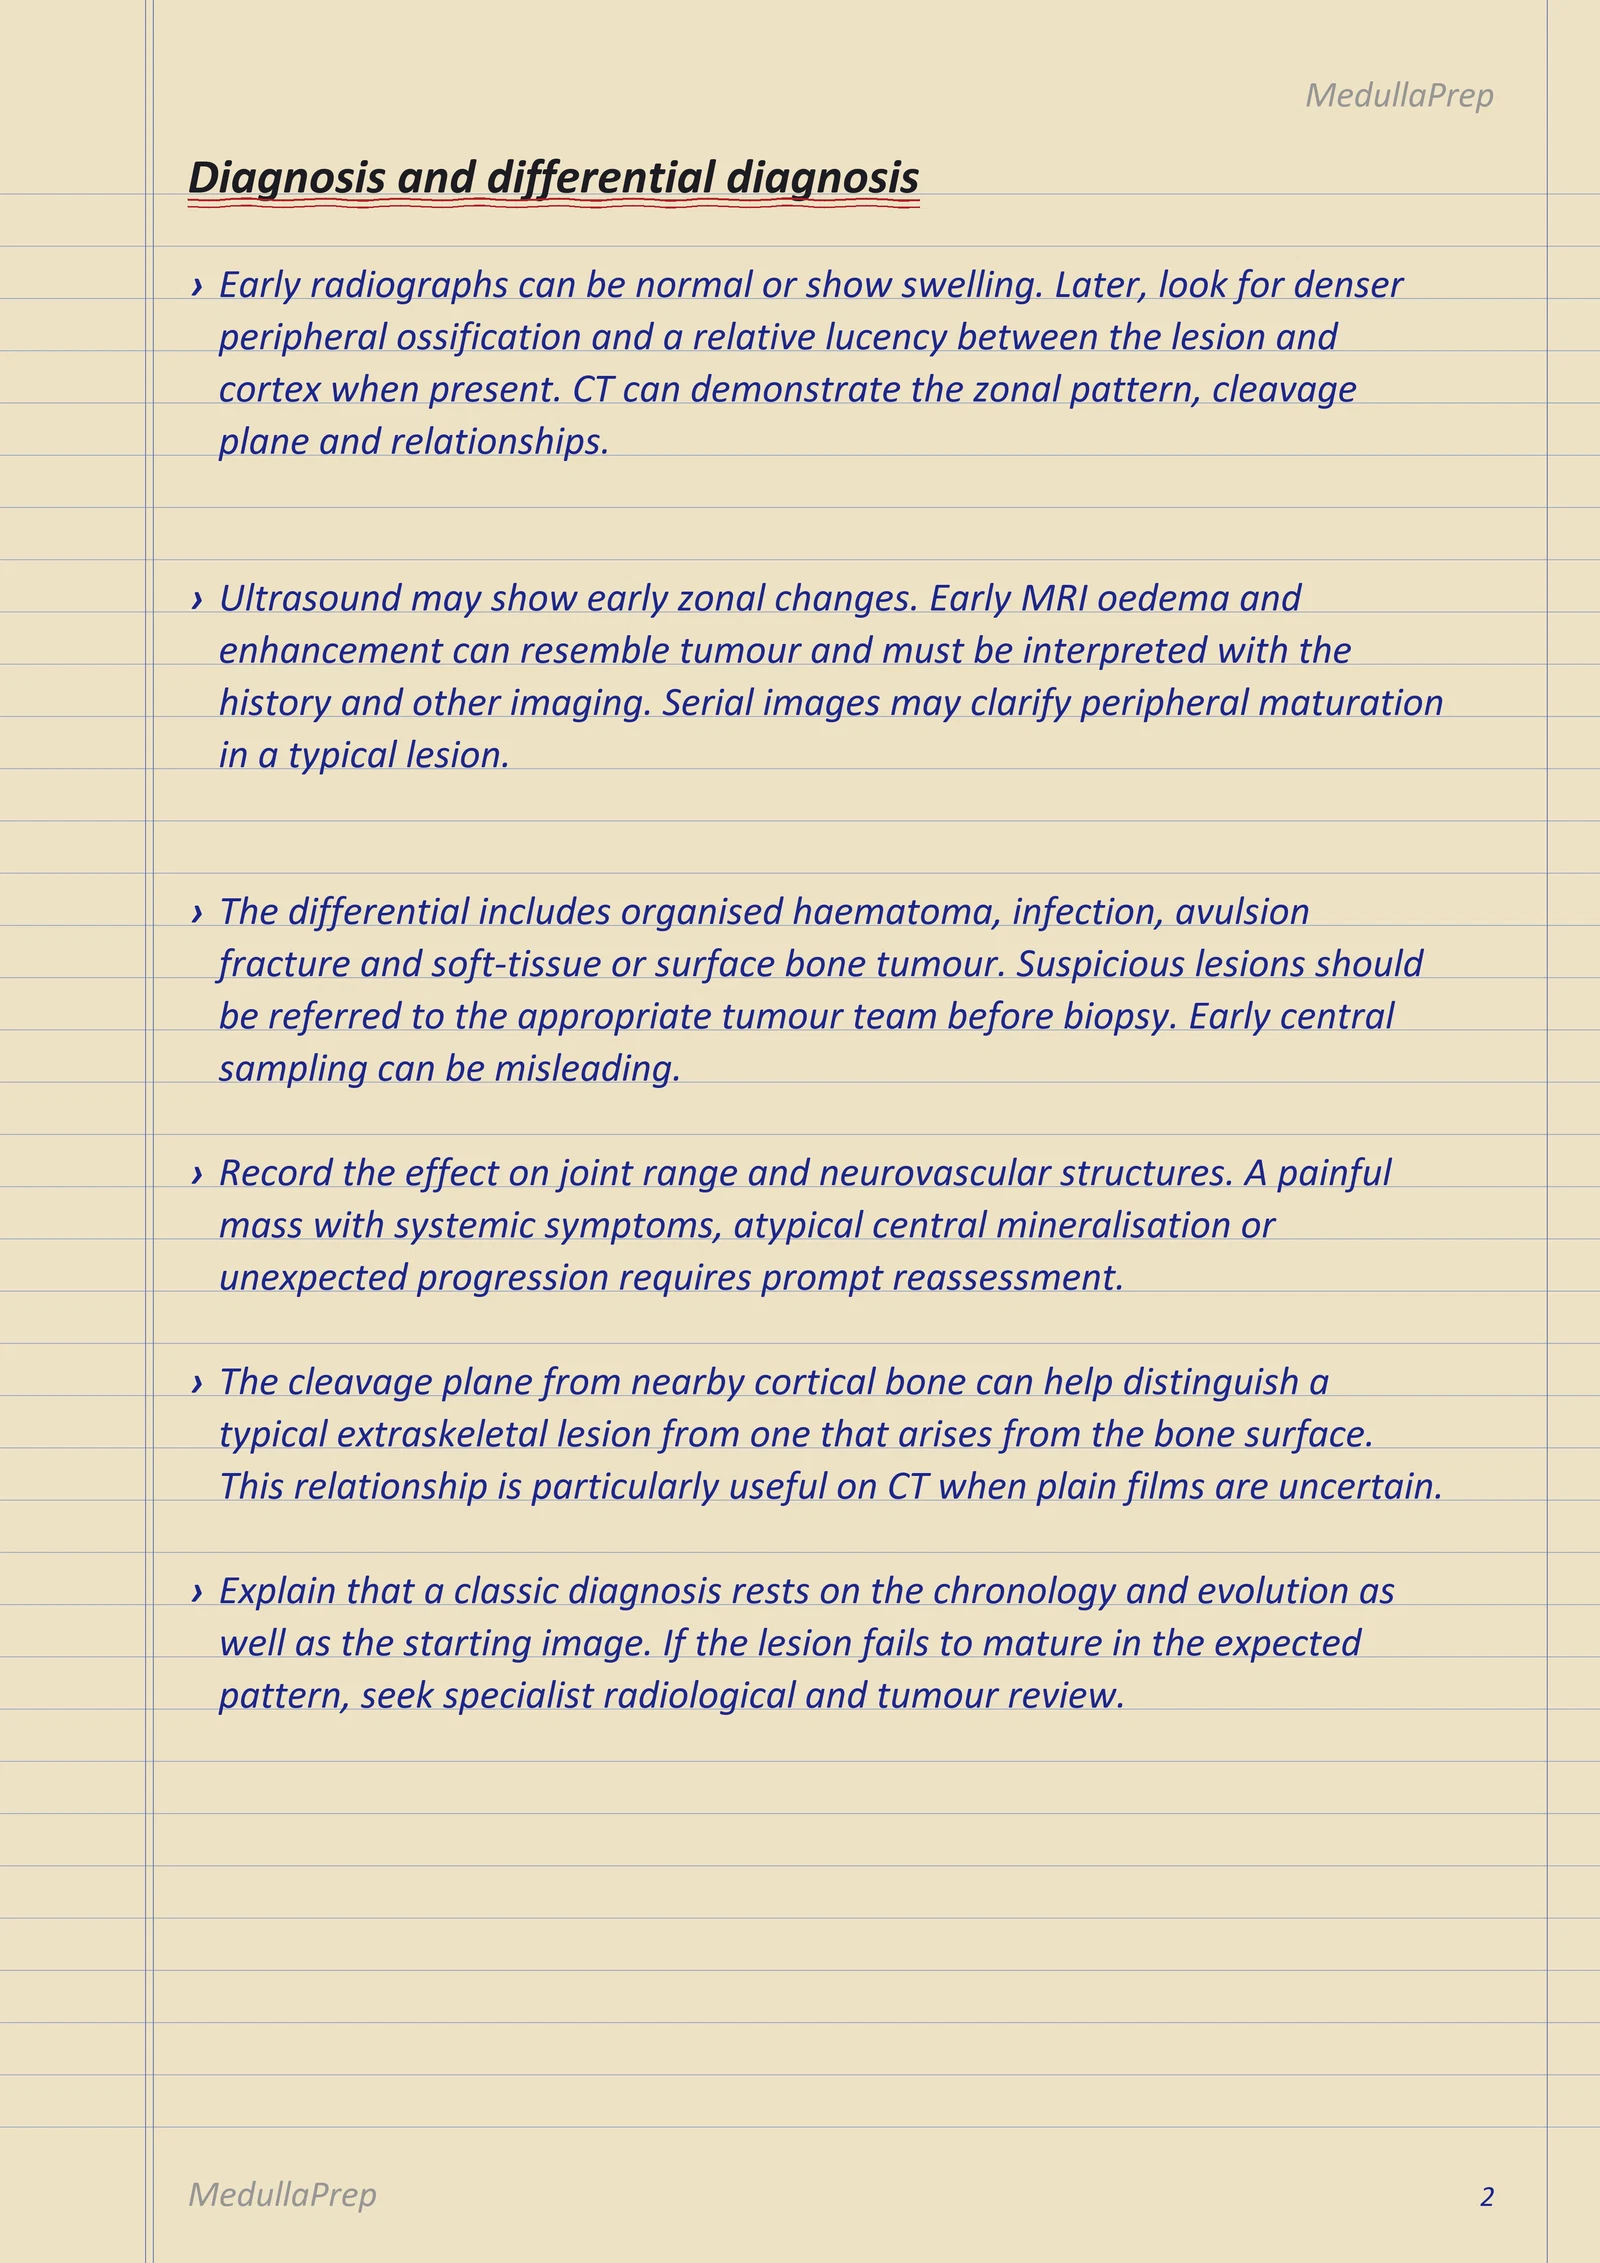 MedullaPrep
Diagnosis and differential diagnosis
› Early radiographs can be normal or show swelling. Later, look for denser
peripheral ossification and a relative lucency between the lesion and
cortex when present. CT can demonstrate the zonal pattern, cleavage
plane and relationships.
› Ultrasound may show early zonal changes. Early MRI oedema and
enhancement can resemble tumour and must be interpreted with the
history and other imaging. Serial images may clarify peripheral maturation
in a typical lesion.
› The differential includes organised haematoma, infection, avulsion
fracture and soft-tissue or surface bone tumour. Suspicious lesions should
be referred to the appropriate tumour team before biopsy. Early central
sampling can be misleading.
› Record the effect on joint range and neurovascular structures. A painful
mass with systemic symptoms, atypical central mineralisation or
unexpected progression requires prompt reassessment.
› The cleavage plane from nearby cortical bone can help distinguish a
typical extraskeletal lesion from one that arises from the bone surface.
This relationship is particularly useful on CT when plain films are uncertain.
› Explain that a classic diagnosis rests on the chronology and evolution as
well as the starting image. If the lesion fails to mature in the expected
pattern, seek specialist radiological and tumour review.
MedullaPrep
2